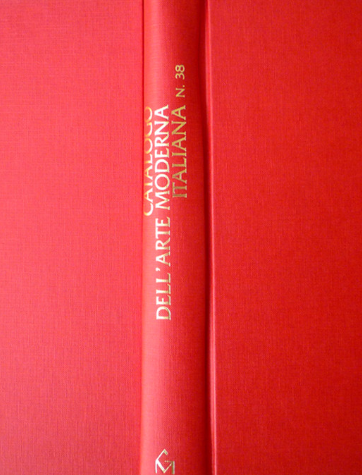 CATALOGO
DELL'ARTE MODERNA
ITALIANA N. 38